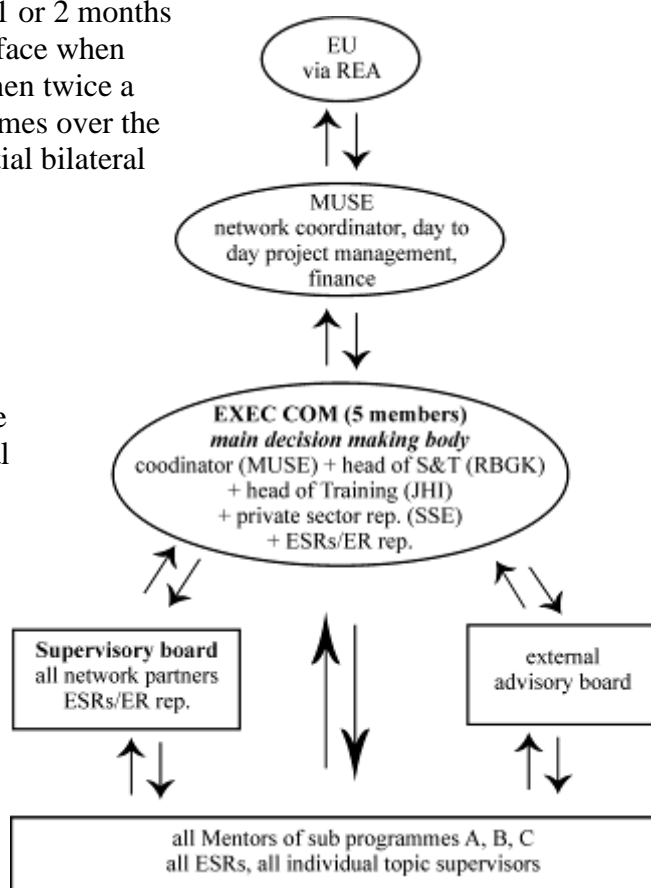 1 or 2 months
face when
hen twice a
mes over the
tial bilateral
e
al
EU
via REA
MUSE
network coordinator, day to
day project management,
finance
EXEC COM (5 members)
main decision making body
coodinator (MUSE) + head of S&T (RBGK)
+ head of Training (JHI)
+ private sector rep. (SSE)
+ ESRs/ER rep.
Supervisory board
all network partners
ESRs/ER rep.
external
advisory board
all Mentors of sub programmes A, B, C
all ESRs, all individual topic supervisors